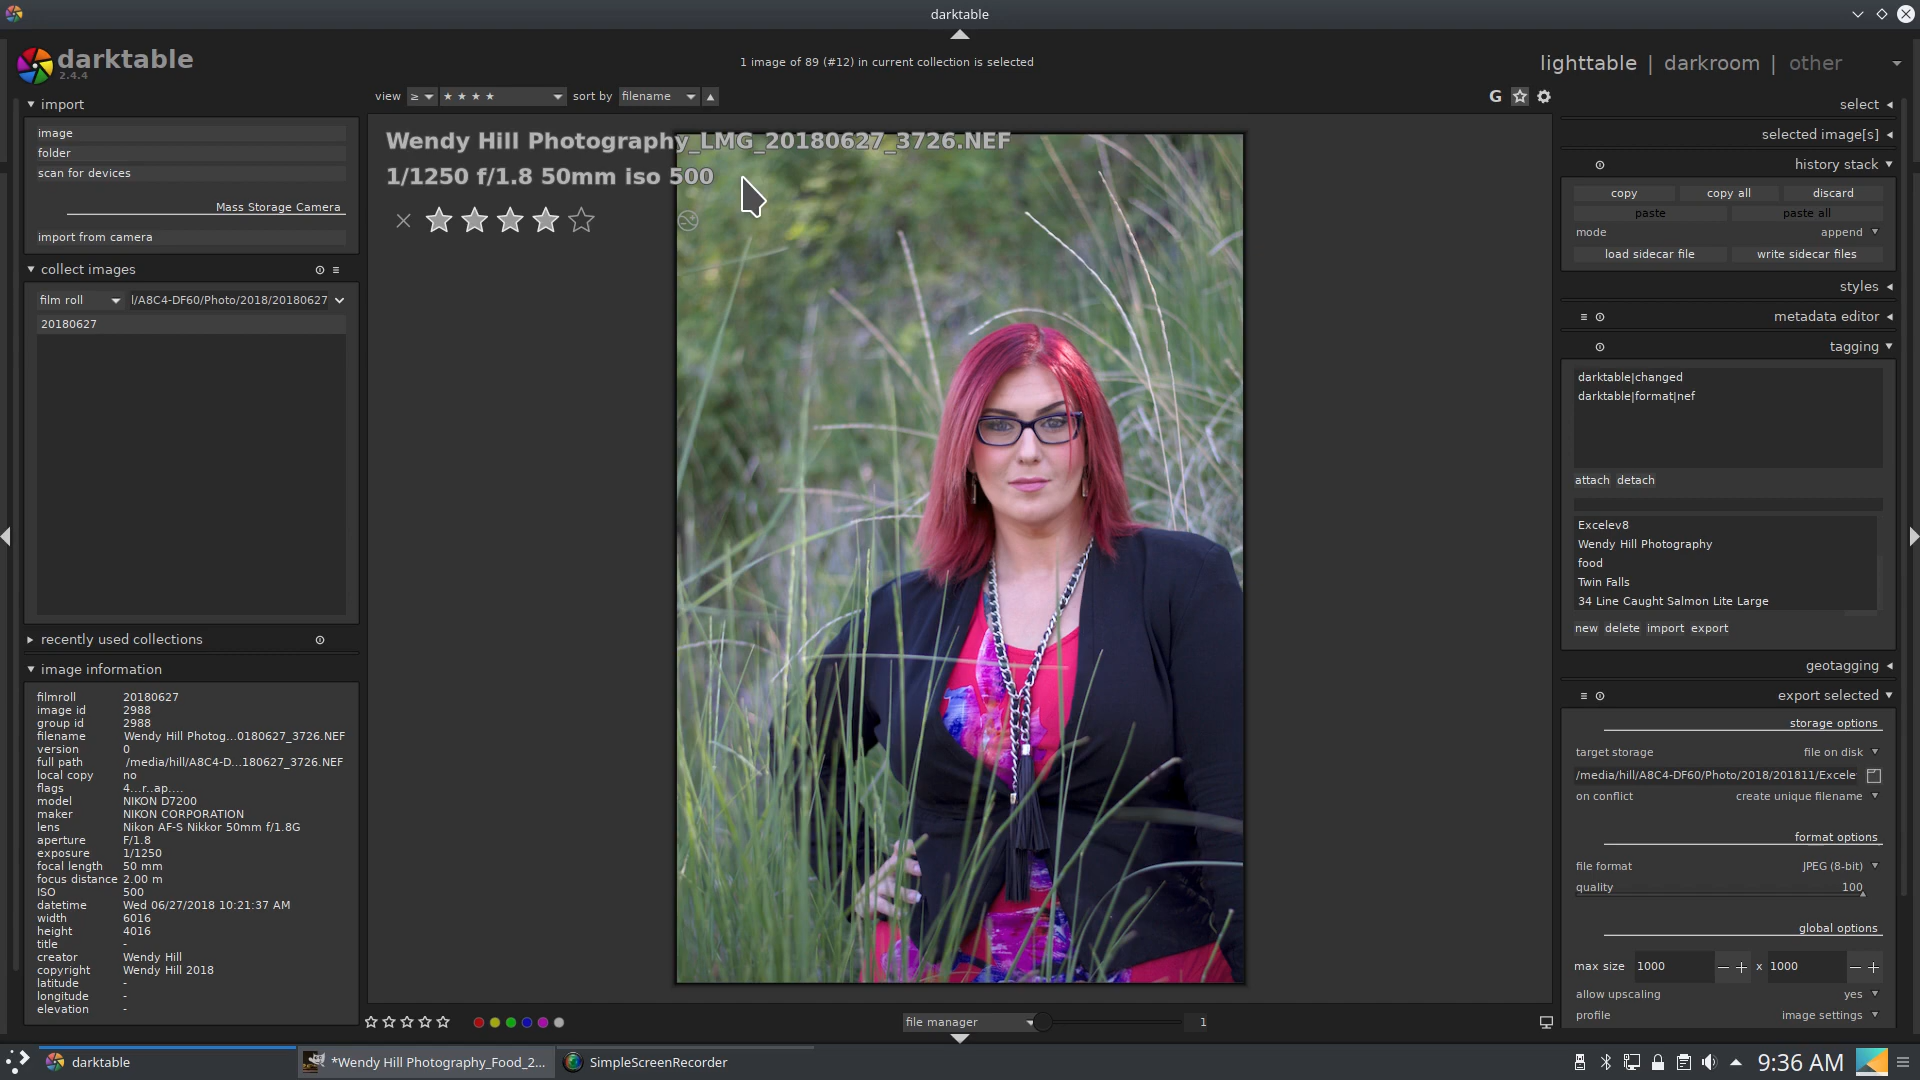 darktable
darktable
2.4.4
1 image of 89 (#12) in current collection is selected
lighttable | darkroom | other
view ≥ ★ ★ ★ ★ sort by filename
G
import
image
folder
scan for devices
Mass Storage Camera
import from camera
collect images
film roll l/A8C4-DF60/Photo/2018/20180627
20180627
recently used collections
image information
filmroll 20180627
image id 2988
group id 2988
filename Wendy Hill Photog...0180627_3726.NEF
version 0
full path /media/hill/A8C4-D...180627_3726.NEF
local copy no
flags 4...r..ap....
model NIKON D7200
maker NIKON CORPORATION
lens Nikon AF-S Nikkor 50mm f/1.8G
aperture F/1.8
exposure 1/1250
focal length 50 mm
focus distance 2.00 m
ISO 500
datetime Wed 06/27/2018 10:21:37 AM
width 6016
height 4016
title -
creator Wendy Hill
copyright Wendy Hill 2018
latitude -
longitude -
elevation -
Wendy Hill Photography_LMG_20180627_3726.NEF
1/1250 f/1.8 50mm iso 500
file manager 1
select
selected image[s]
history stack
copy copy all discard
paste paste all
mode append
load sidecar file write sidecar files
styles
metadata editor
tagging
darktable|changed
darktable|format|nef
attach detach
Excelev8
Wendy Hill Photography
food
Twin Falls
34 Line Caught Salmon Lite Large
new delete import export
geotagging
export selected
storage options
target storage file on disk
/media/hill/A8C4-DF60/Photo/2018/201811/Excele
on conflict create unique filename
format options
file format JPEG (8-bit)
quality 100
global options
max size 1000 x 1000
allow upscaling yes
profile image settings
darktable
*Wendy Hill Photography_Food_2...
SimpleScreenRecorder
9:36 AM